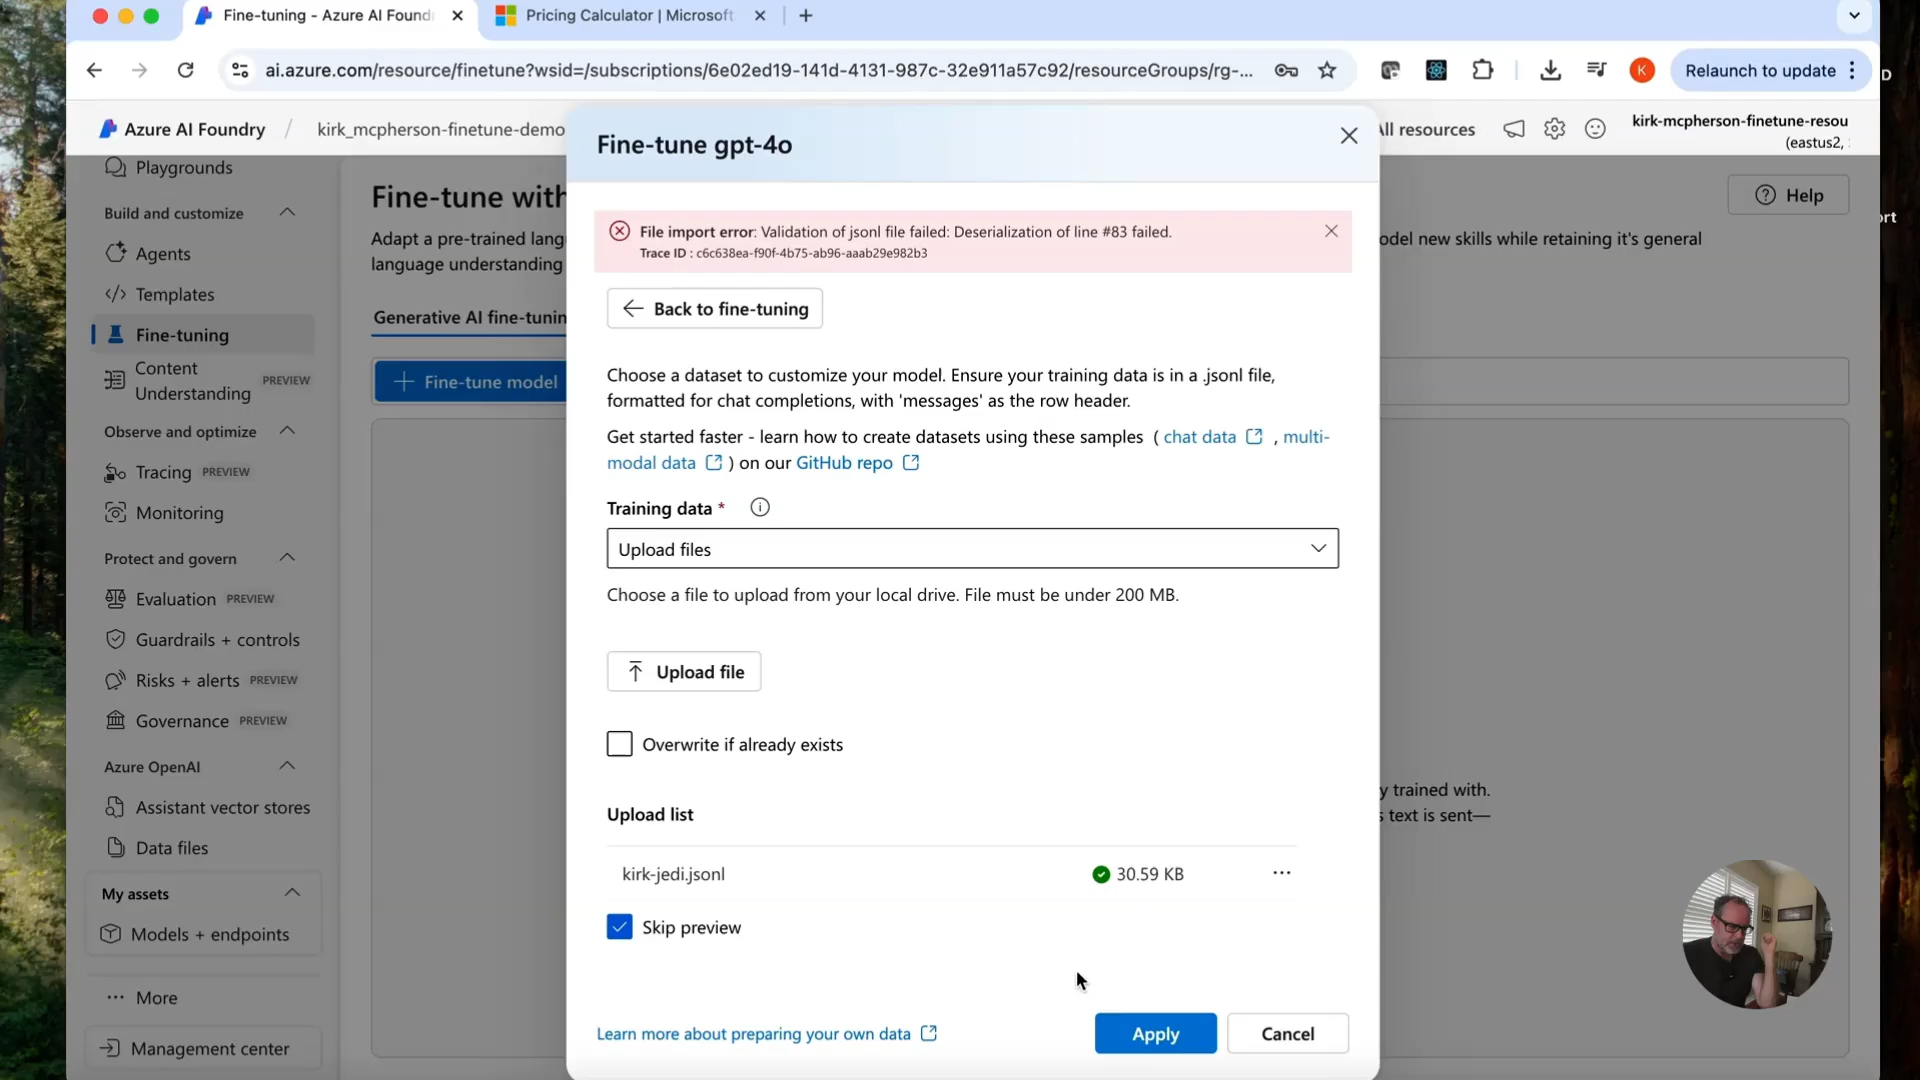 Fine-tuning - Azure AI Found
Pricing Calculator | Microsoft
ai.azure.com/resource/finetune?wsid=/subscriptions/6e02ed19-141d-4131-987c-32e911a57c92/resourceGroups/rg-...
K
Relaunch to update
D
Azure AI Foundry / kirk_mcpherson-finetune-demo
All resources
kirk-mcpherson-finetune-resou
(eastus2,
ort
Playgrounds
Build and customize
Agents
Templates
Fine-tuning
Content
Understanding PREVIEW
Observe and optimize
Tracing PREVIEW
Monitoring
Protect and govern
Evaluation PREVIEW
Guardrails + controls
Risks + alerts PREVIEW
Governance PREVIEW
Azure OpenAI
Assistant vector stores
Data files
My assets
Models + endpoints
More
Management center
Fine-tune with
Help
Adapt a pre-trained lang
odel new skills while retaining it's general
language understanding
Generative AI fine-tunin
Fine-tune model
y trained with.
s text is sent—
Fine-tune gpt-4o
File import error: Validation of jsonl file failed: Deserialization of line #83 failed.
Trace ID : c6c638ea-f90f-4b75-ab96-aaab29e982b3
Back to fine-tuning
Choose a dataset to customize your model. Ensure your training data is in a .jsonl file,
formatted for chat completions, with 'messages' as the row header.
Get started faster - learn how to create datasets using these samples ( chat data , multi-
modal data ) on our GitHub repo
Training data *
Upload files
Choose a file to upload from your local drive. File must be under 200 MB.
Upload file
Overwrite if already exists
Upload list
kirk-jedi.jsonl 30.59 KB
Skip preview
Learn more about preparing your own data
Apply
Cancel